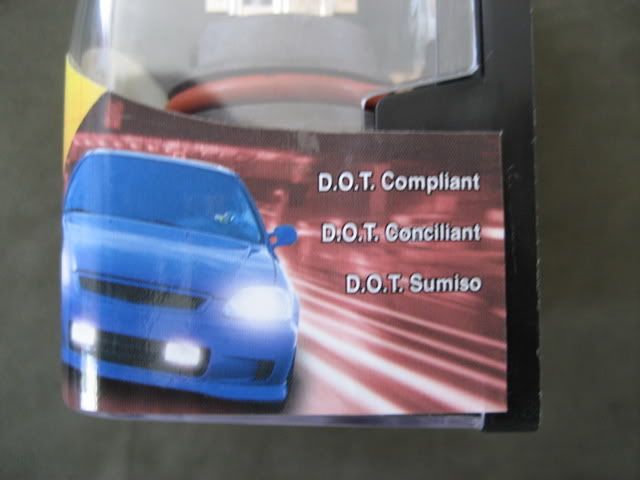 D.O.T. Compliant
D.O.T. Conciliant
D.O.T. Sumiso